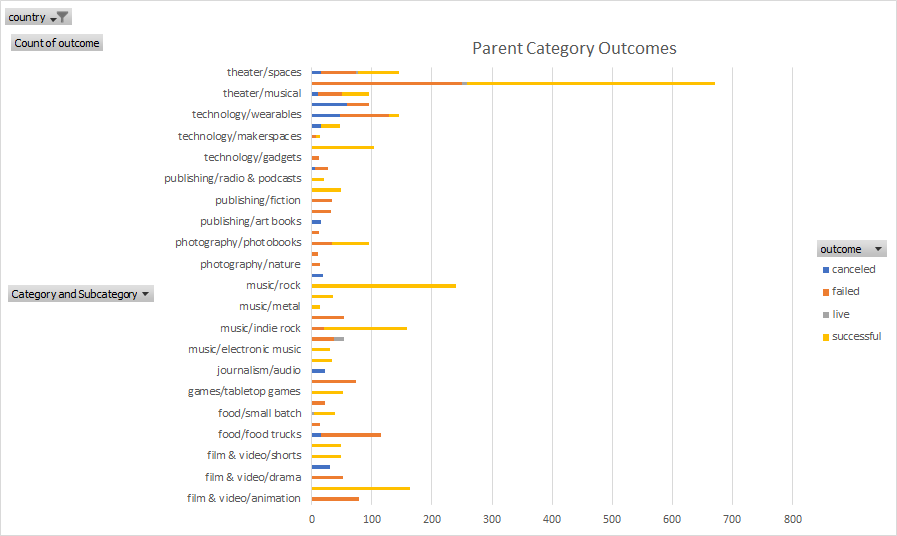 country
Count of outcome
Parent Category Outcomes
theater/spaces
theater/musical
technology/wearables
technology/makerspaces
technology/gadgets
publishing/radio & podcasts
publishing/fiction
publishing/art books
photography/photobooks
photography/nature
music/rock
music/metal
music/indie rock
music/electronic music
journalism/audio
games/tabletop games
food/small batch
food/food trucks
film & video/shorts
film & video/drama
film & video/animation
0 100 200 300 400 500 600 700 800
Category and Subcategory
outcome
canceled
failed
live
successful